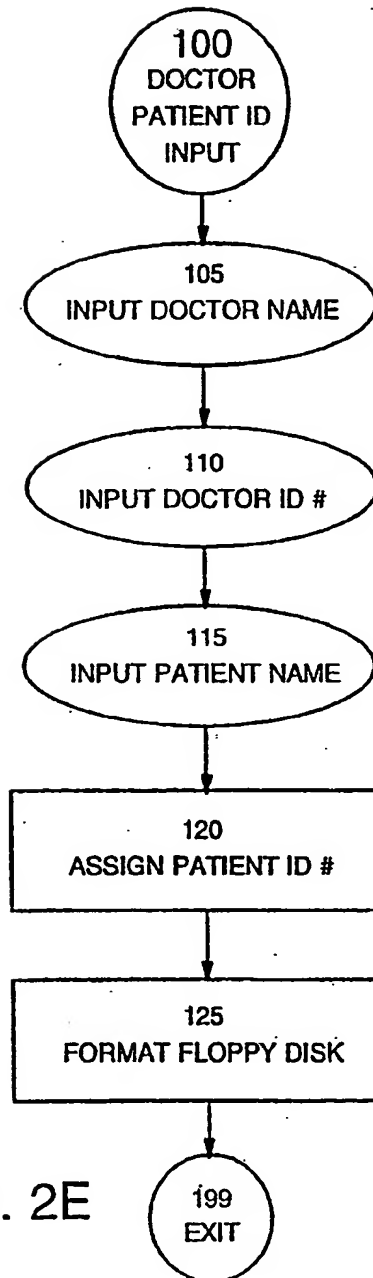 100
DOCTOR
PATIENT ID
INPUT
105
INPUT DOCTOR NAME
110
INPUT DOCTOR ID #
115
INPUT PATIENT NAME
120
ASSIGN PATIENT ID #
125
FORMAT FLOPPY DISK
199
EXIT
. 2E